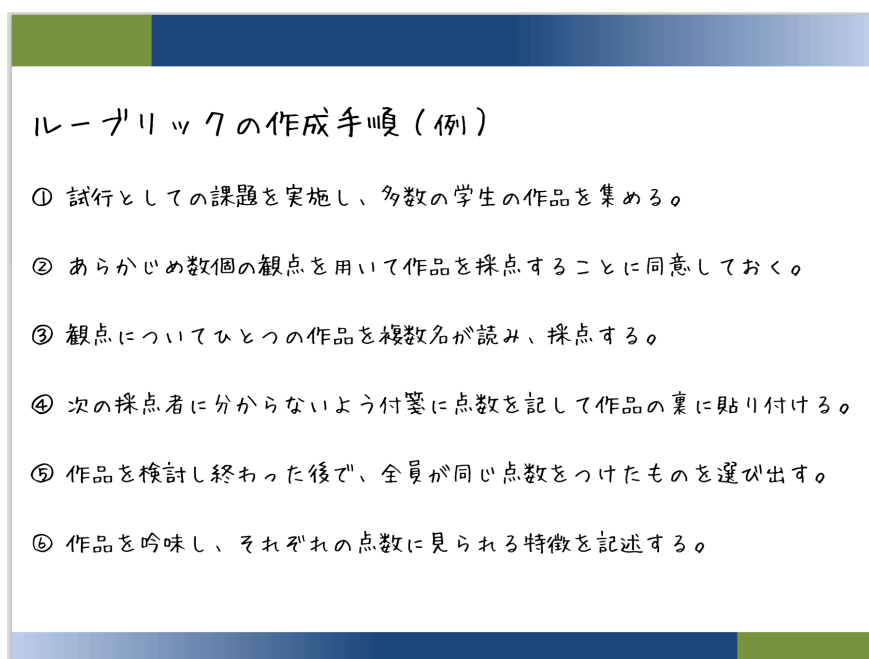 ルーブリックの作成手順(例)
① 試行としての課題を実施し、多数の学生の作品を集める。
② あらかじめ数個の観点を用いて作品を採点することに同意しておく。
③ 観点についてひとつの作品を複数名が読み、採点する。
④ 次の採点者に分からないよう付箋に点数を記して作品の裏に貼り付ける。
⑤ 作品を検討し終わった後で、全員が同じ点数をつけたものを選び出す。
⑥ 作品を吟味し、それぞれの点数に見られる特徴を記述する。